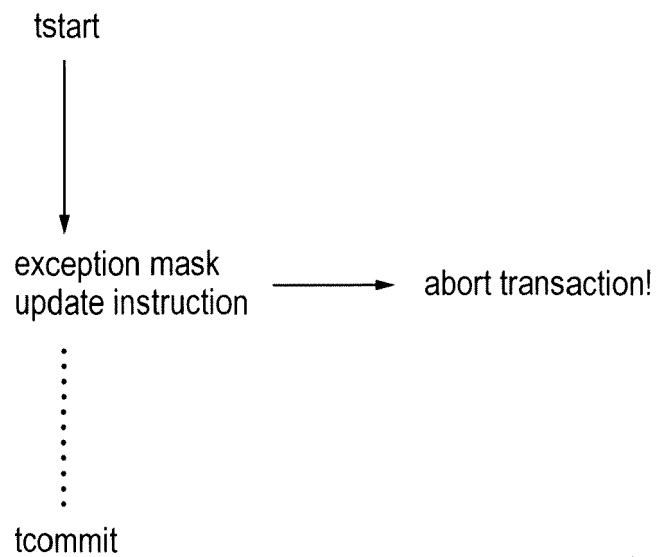 tstart
exception mask
update instruction
abort transaction!
tcommit